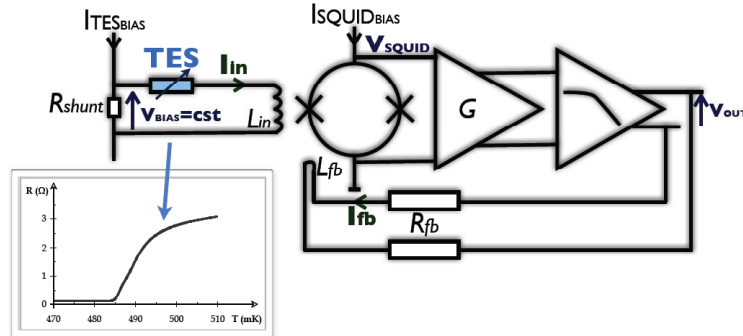 ITESBIAS
ISQUIDBIAS
TES
Iin
VSQUID
Rshunt
VBIAS=cst
Lin
G
VOUT
Lfb
Ifb
Rfb
Rfb
R (Ω)
3
2
1
0
470 480 490 500 510 T (mK)